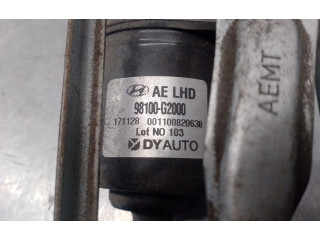 AE LHD
98100-G2000
171128 001100820638
Lot NO 103
DYAUTO
AEMT